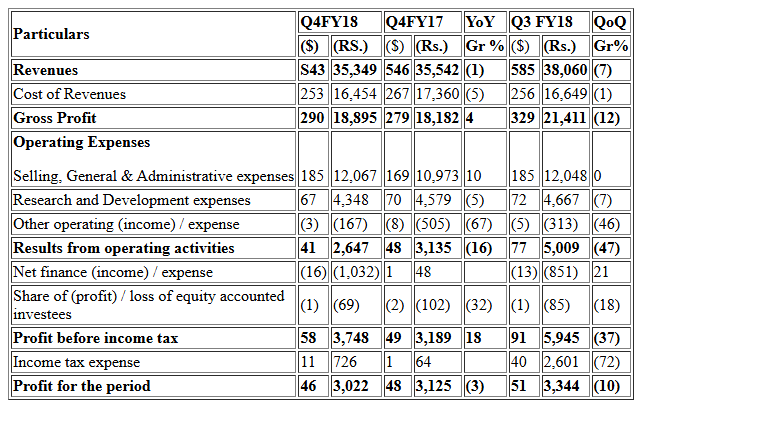 Particulars Q4FY18 Q4FY17 YoY Q3 FY18 QoQ
($) (RS.) ($) (Rs.) Gr % ($) (Rs.) Gr%
Revenues S43 35,349 546 35,542 (1) 585 38,060 (7)
Cost of Revenues 253 16,454 267 17,360 (5) 256 16,649 (1)
Gross Profit 290 18,895 279 18,182 4 329 21,411 (12)
Operating Expenses
Selling, General & Administrative expenses 185 12,067 169 10,973 10 185 12,048 0
Research and Development expenses 67 4,348 70 4,579 (5) 72 4,667 (7)
Other operating (income) / expense (3) (167) (8) (505) (67) (5) (313) (46)
Results from operating activities 41 2,647 48 3,135 (16) 77 5,009 (47)
Net finance (income) / expense (16) (1,032) 1 48 (13) (851) 21
Share of (profit) / loss of equity accounted
investees (1) (69) (2) (102) (32) (1) (85) (18)
Profit before income tax 58 3,748 49 3,189 18 91 5,945 (37)
Income tax expense 11 726 1 64 40 2,601 (72)
Profit for the period 46 3,022 48 3,125 (3) 51 3,344 (10)